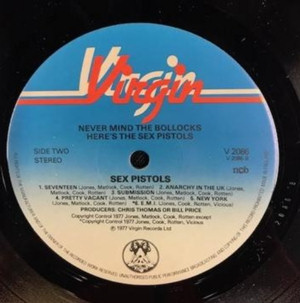 Virgin
NEVER MIND THE BOLLOCKS
HERE'S THE SEX PISTOLS
SIDE TWO
STEREO
V 2086
ncb
SEX PISTOLS
1. SEVENTEEN (Jones, Matlock, Cook, Rotten) 2. ANARCHY IN THE UK (Jones,
Matlock, Cook, Rotten) 3. SUBMISSION (Jones, Matlock, Cook, Rotten)
4. PRETTY VACANT (Jones, Matlock, Cook, Rotten) 5. NEW YORK
(Jones, Matlock, Cook, Rotten) *6. E.M.I. (Jones, Cook, Rotten, Vicious)
PRODUCERS: CHRIS THOMAS OR BILL PRICE
Copyright Control 1977 Jones, Matlock, Cook, Rotten except
*Copyright Control 1977 Jones, Cook, Rotten, Vicious
℗ 1977 Virgin Records Ltd